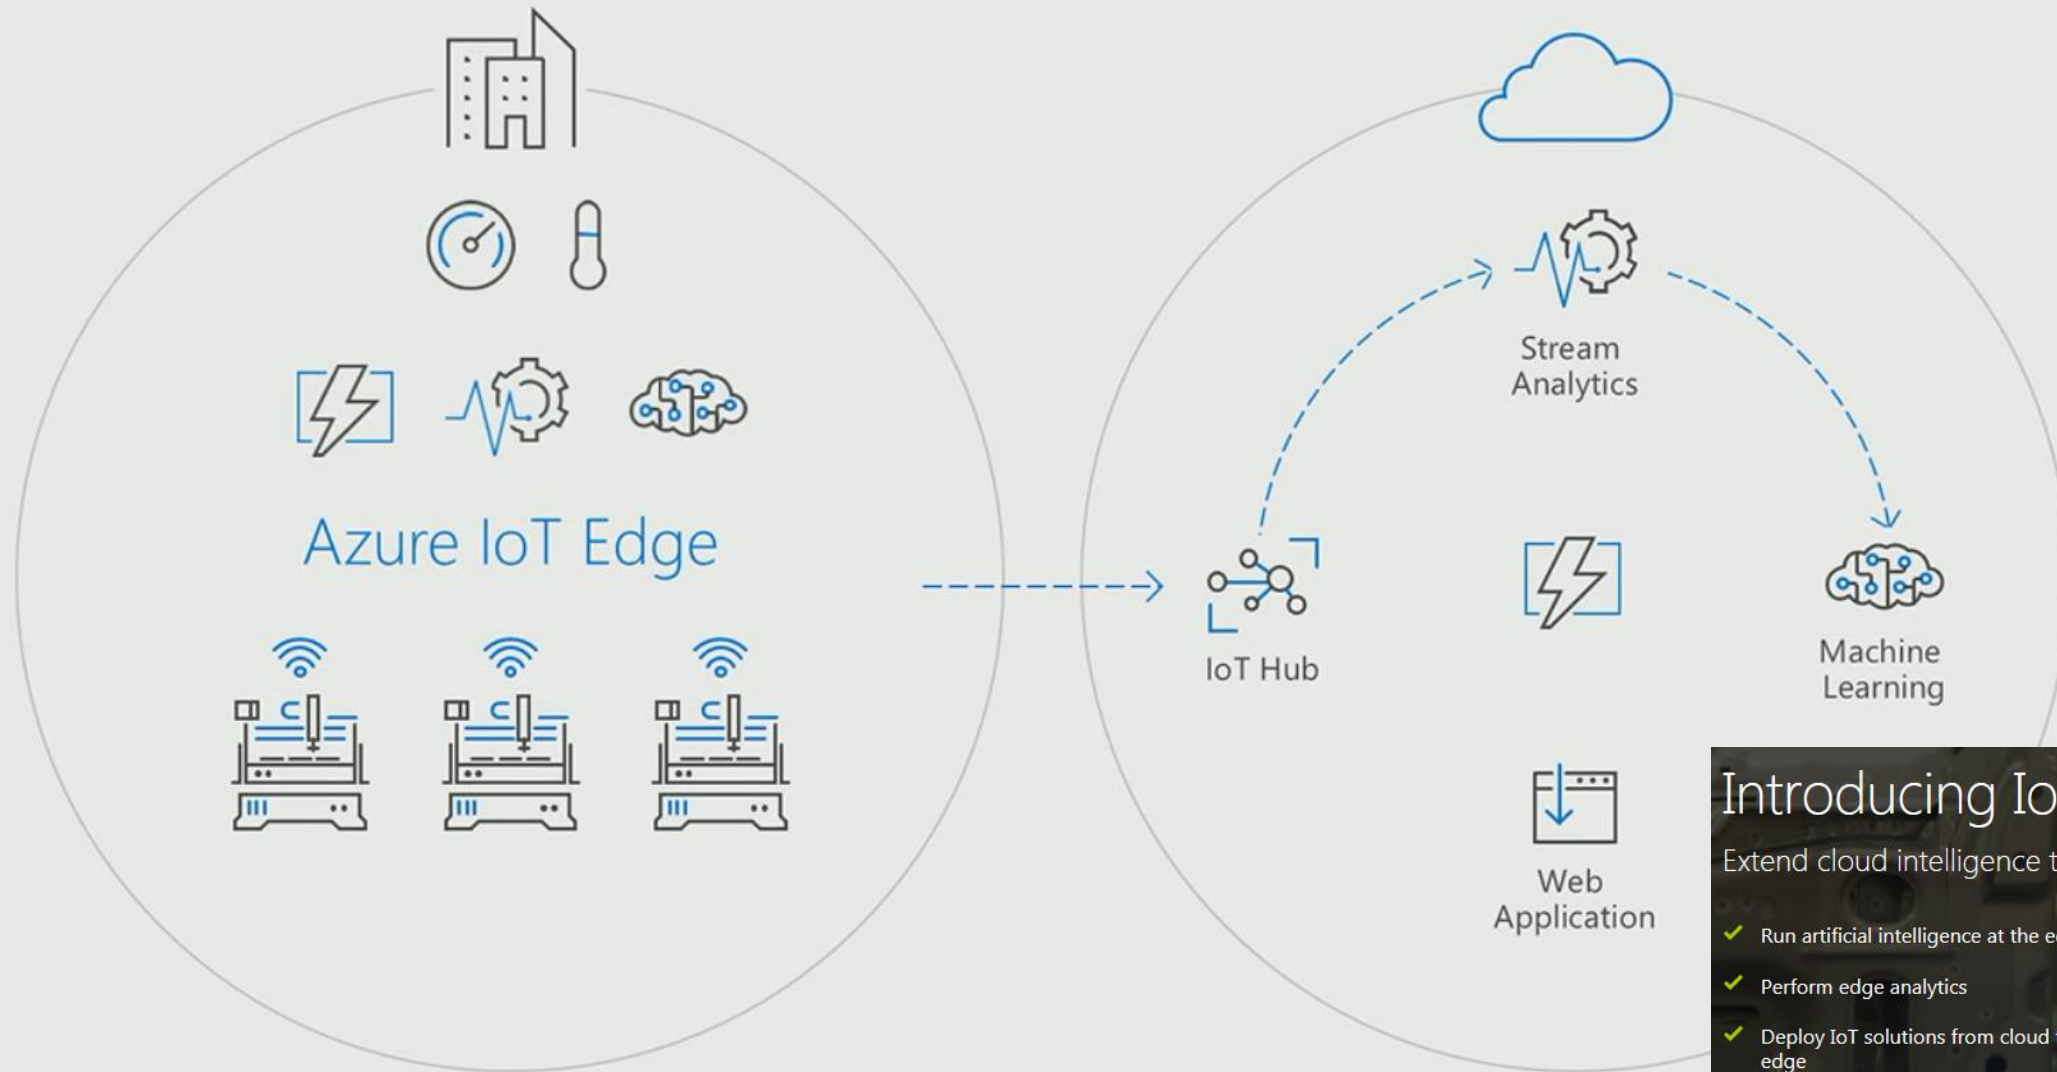 Azure IoT Edge
Stream
Analytics
IoT Hub
Machine
Learning
Web
Application
Introducing Io
Extend cloud intelligence t
Run artificial intelligence at the e
Perform edge analytics
Deploy IoT solutions from cloud
edge